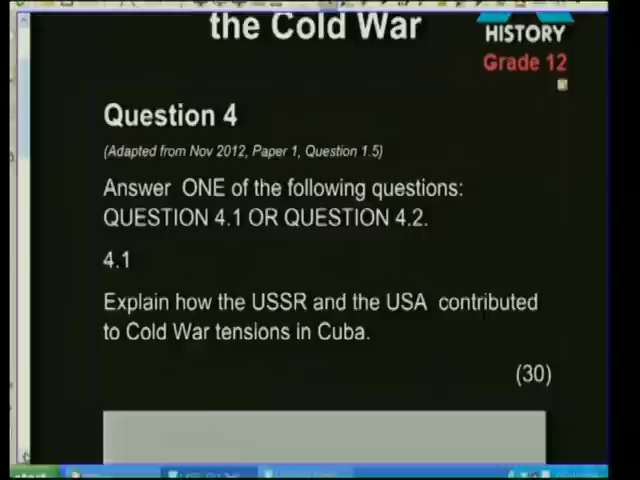 the Cold War
HISTORY
Grade 12
Question 4
(Adapted from Nov 2012, Paper 1, Question 1.5)
Answer ONE of the following questions:
QUESTION 4.1 OR QUESTION 4.2.
4.1
Explain how the USSR and the USA contributed
to Cold War tensions in Cuba.
(30)